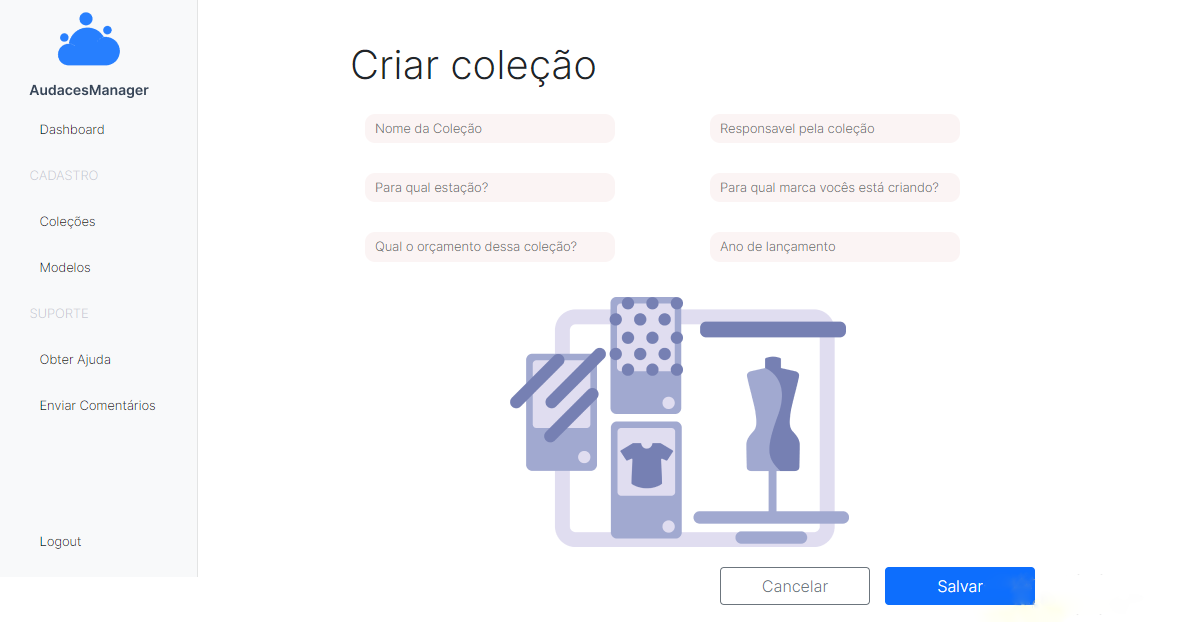 AudacesManager
Dashboard
CADASTRO
Coleções
Modelos
SUPORTE
Obter Ajuda
Enviar Comentários
Logout
Criar coleção
Nome da Coleção
Responsavel pela coleção
Para qual estação?
Para qual marca vocês está criando?
Qual o orçamento dessa coleção?
Ano de lançamento
Cancelar
Salvar